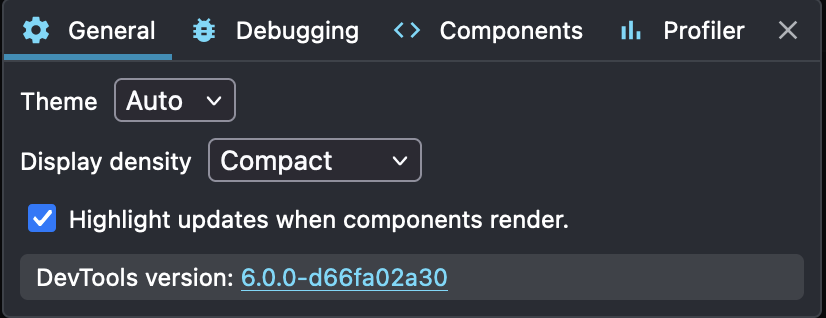 General Debugging Components Profiler
Theme Auto
Display density Compact
Highlight updates when components render.
DevTools version: 6.0.0-d66fa02a30